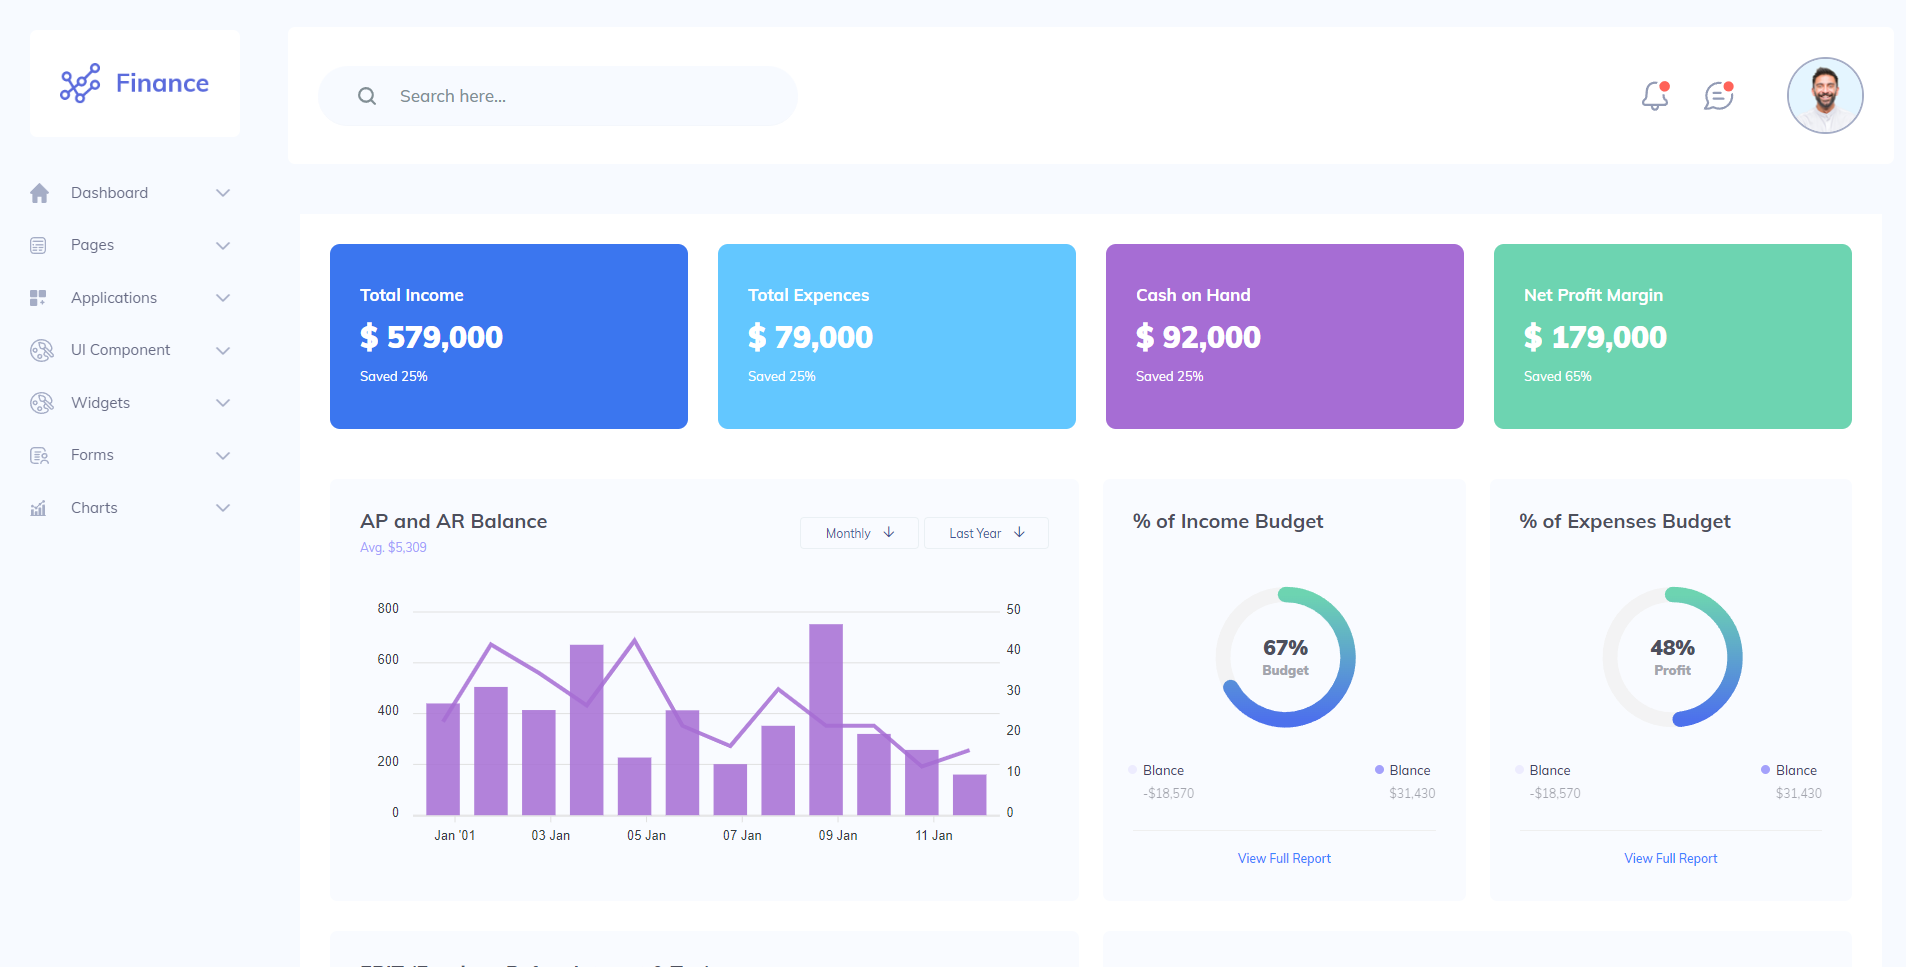 Finance
Search here...
Dashboard
Pages
Applications
UI Component
Widgets
Forms
Charts
Total Income
$ 579,000
Saved 25%
Total Expences
$ 79,000
Saved 25%
Cash on Hand
$ 92,000
Saved 25%
Net Profit Margin
$ 179,000
Saved 65%
AP and AR Balance
Avg. $5,309
Monthly
Last Year
800
600
400
200
0
50
40
30
20
10
0
Jan '01
03 Jan
05 Jan
07 Jan
09 Jan
11 Jan
% of Income Budget
67%
Budget
Blance
-$18,570
Blance
$31,430
View Full Report
% of Expenses Budget
48%
Profit
Blance
-$18,570
Blance
$31,430
View Full Report